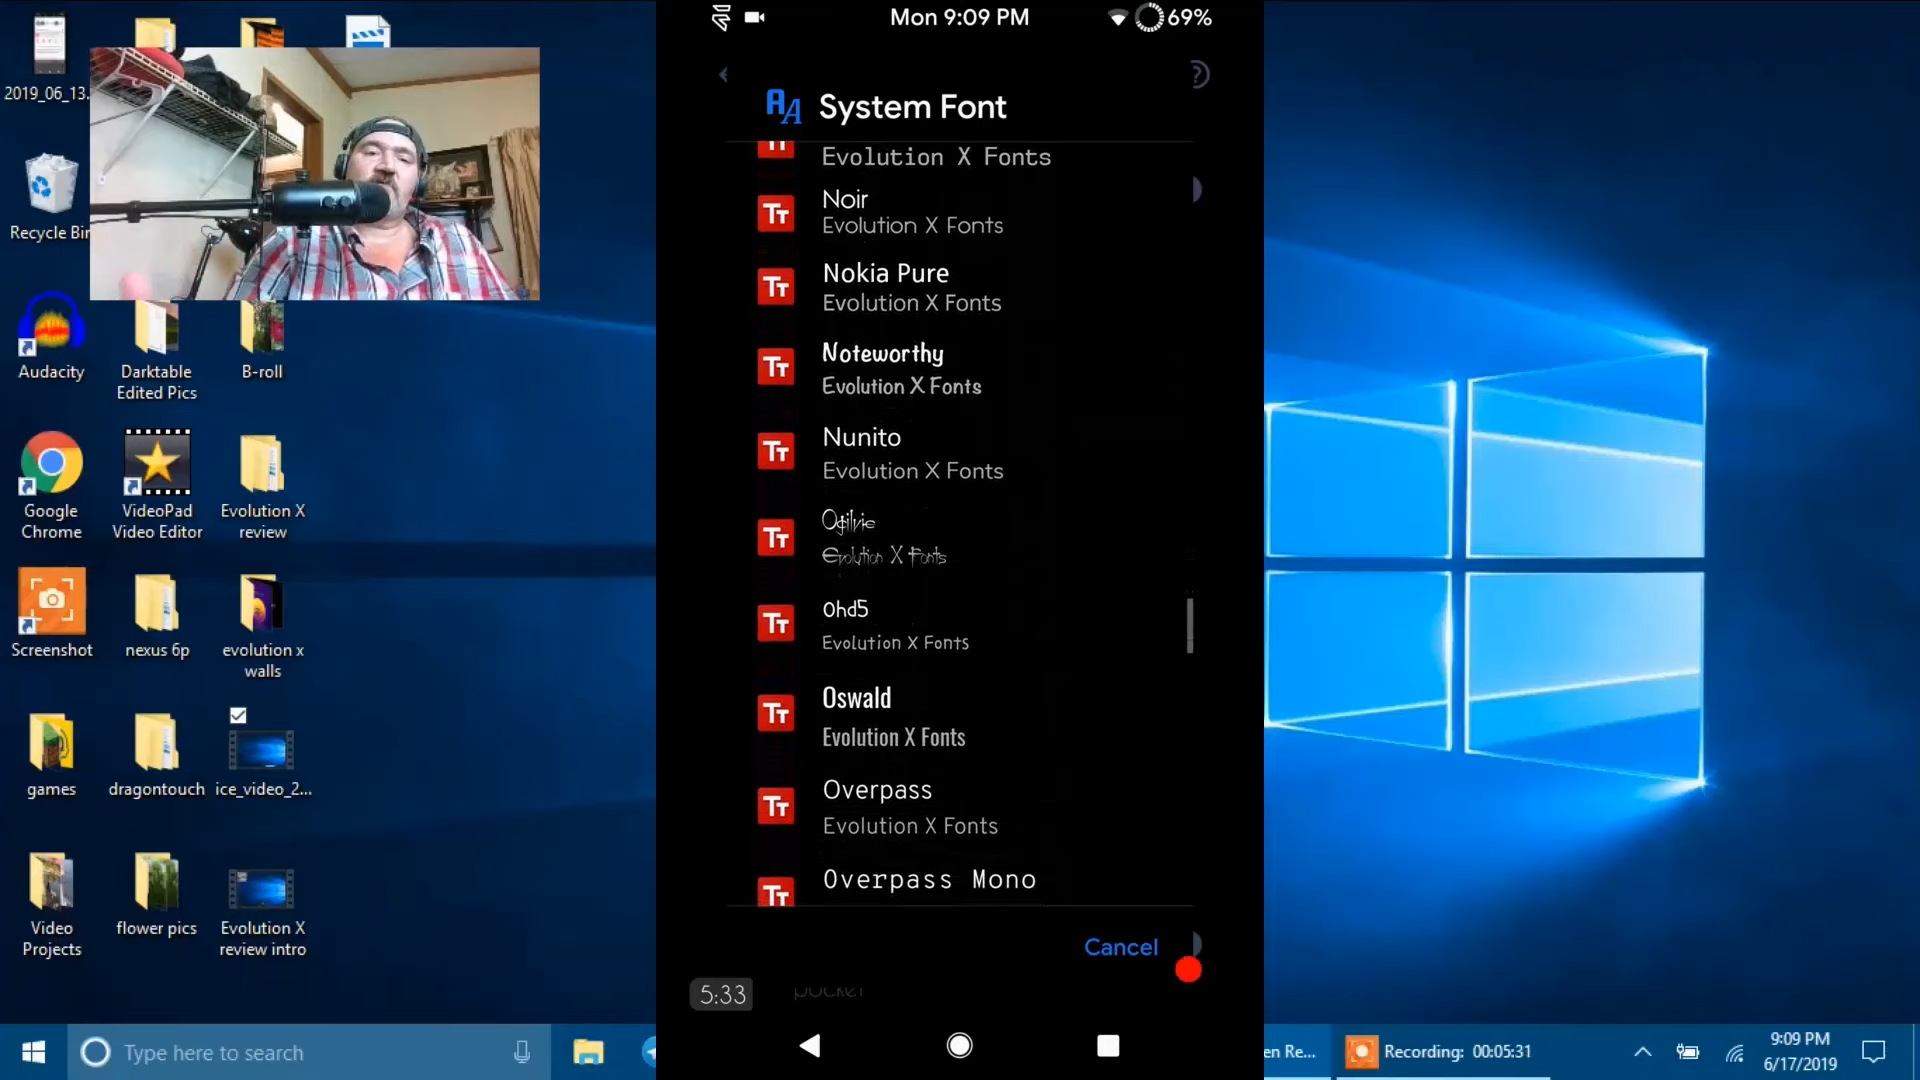 2019_06_13.
Recycle Bin
Audacity
Darktable
Edited Pics
B-roll
Google
Chrome
VideoPad
Video Editor
Evolution X
review
Screenshot
nexus 6p
evolution x
walls
games
dragontouch
ice_video_2...
Video
Projects
flower pics
Evolution X
review intro
Mon 9:09 PM
69%
AA System Font
Evolution X Fonts
Noir
Evolution X Fonts
Nokia Pure
Evolution X Fonts
Noteworthy
Evolution X Fonts
Nunito
Evolution X Fonts
Ogilvie
Evolution X Fonts
Ohd5
Evolution X Fonts
Oswald
Evolution X Fonts
Overpass
Evolution X Fonts
Overpass Mono
Cancel
5:33
pocket
Type here to search
en Re...
Recording: 00:05:31
9:09 PM
6/17/2019